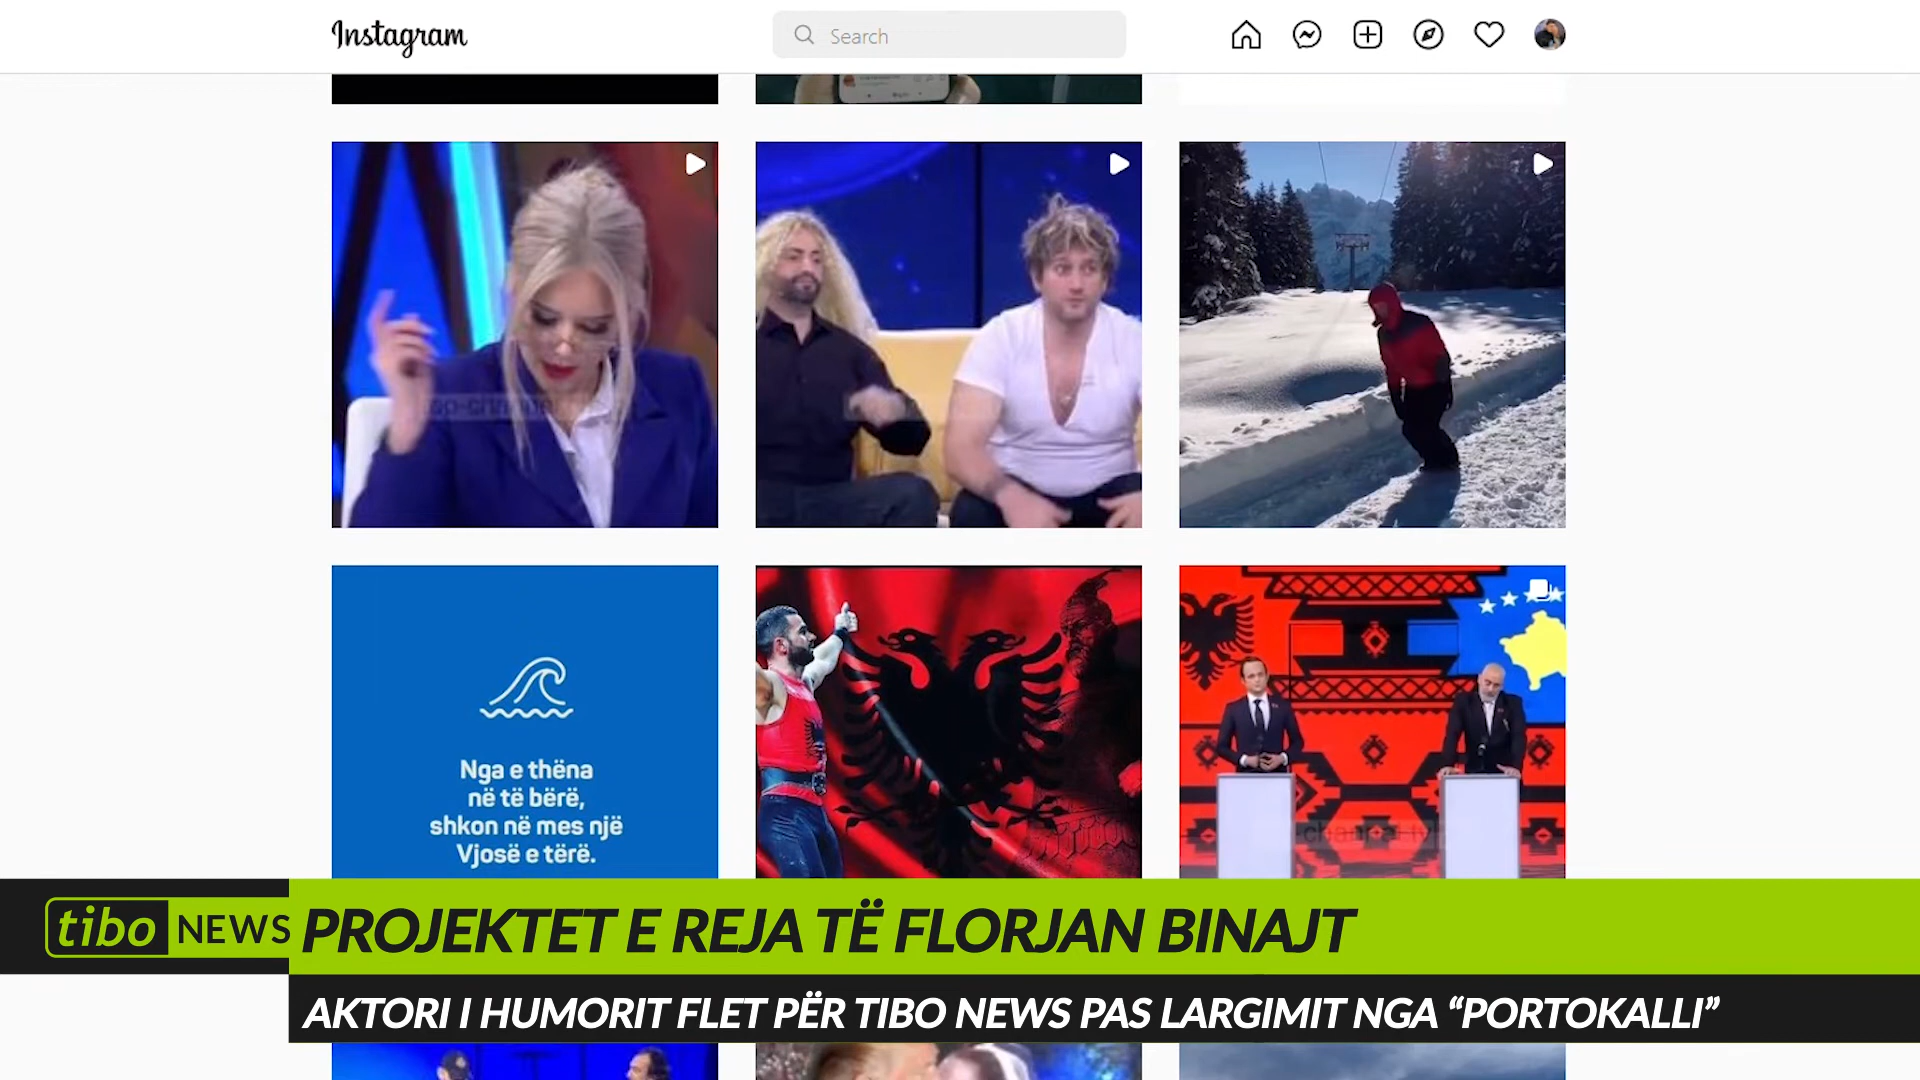 Instagram
Search
Nga e thëna
në të bërë,
shkon në mes një
Vjosë e tërë.
tibo NEWS
PROJEKTET E REJA TË FLORJAN BINAJT
AKTORI I HUMORIT FLET PËR TIBO NEWS PAS LARGIMIT NGA “PORTOKALLI”